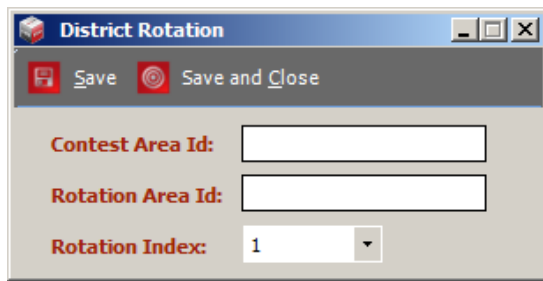 District Rotation
Save Save and Close
Contest Area Id:
Rotation Area Id:
Rotation Index: 1